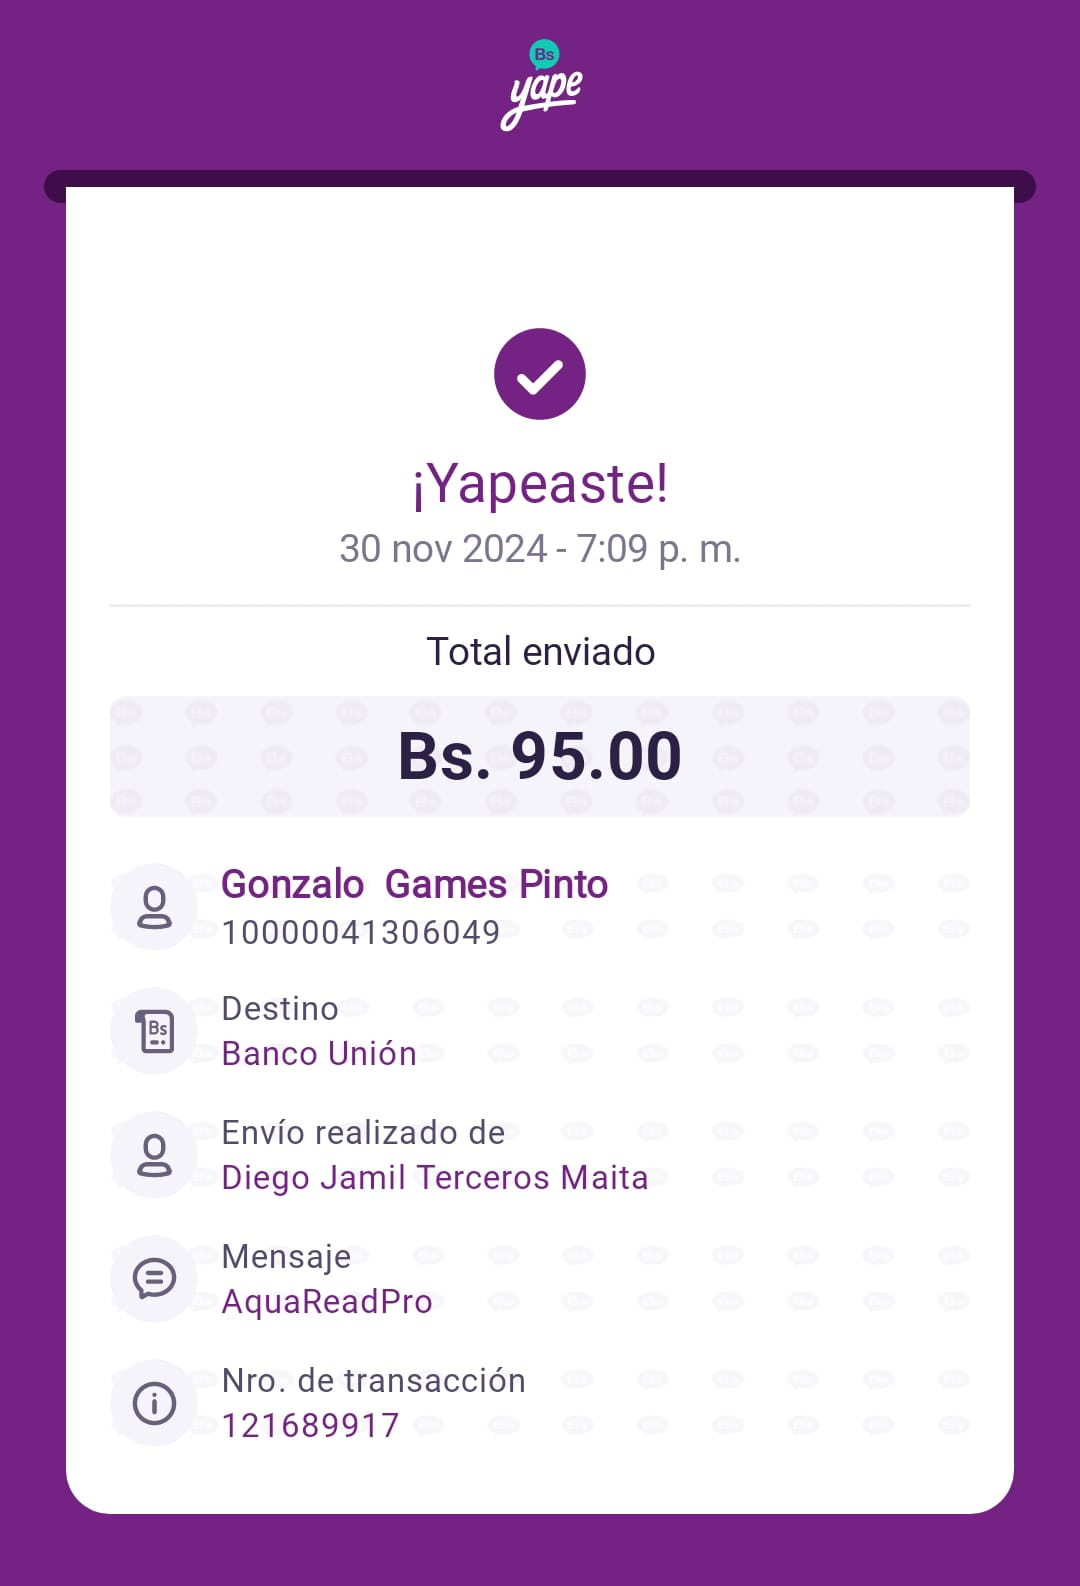 Bs
yape
¡Yapeaste!
30 nov 2024 - 7:09 p. m.
Total enviado
Bs. 95.00
Gonzalo  Games Pinto
10000041306049
Destino
Bs
Banco Unión
Envío realizado de
Diego Jamil Terceros Maita
Mensaje
AquaReadPro
Nro. de transacción
121689917